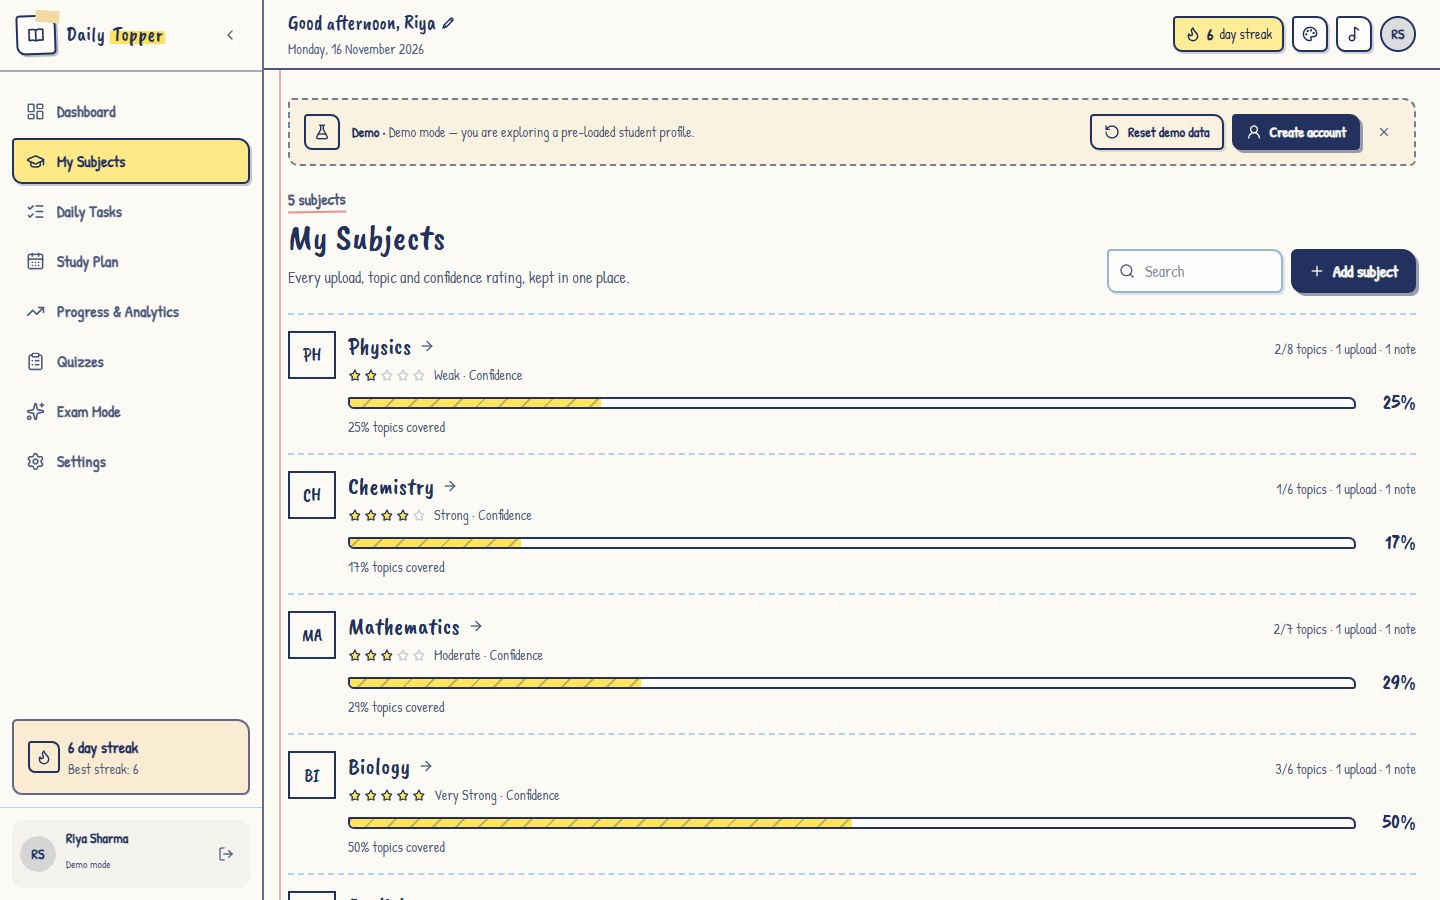 Daily Topper
Dashboard
My Subjects
Daily Tasks
Study Plan
Progress & Analytics
Quizzes
Exam Mode
Settings
6 day streak
Best streak: 6
RS
Riya Sharma
Demo mode
Good afternoon, Riya
Monday, 16 November 2026
6 day streak
RS
Demo · Demo mode — you are exploring a pre-loaded student profile.
Reset demo data
Create account
5 subjects
My Subjects
Every upload, topic and confidence rating, kept in one place.
Search
Add subject
PH
Physics
2/8 topics · 1 upload · 1 note
Weak · Confidence
25%
25% topics covered
CH
Chemistry
1/6 topics · 1 upload · 1 note
Strong · Confidence
17%
17% topics covered
MA
Mathematics
2/7 topics · 1 upload · 1 note
Moderate · Confidence
29%
29% topics covered
BI
Biology
3/6 topics · 1 upload · 1 note
Very Strong · Confidence
50%
50% topics covered